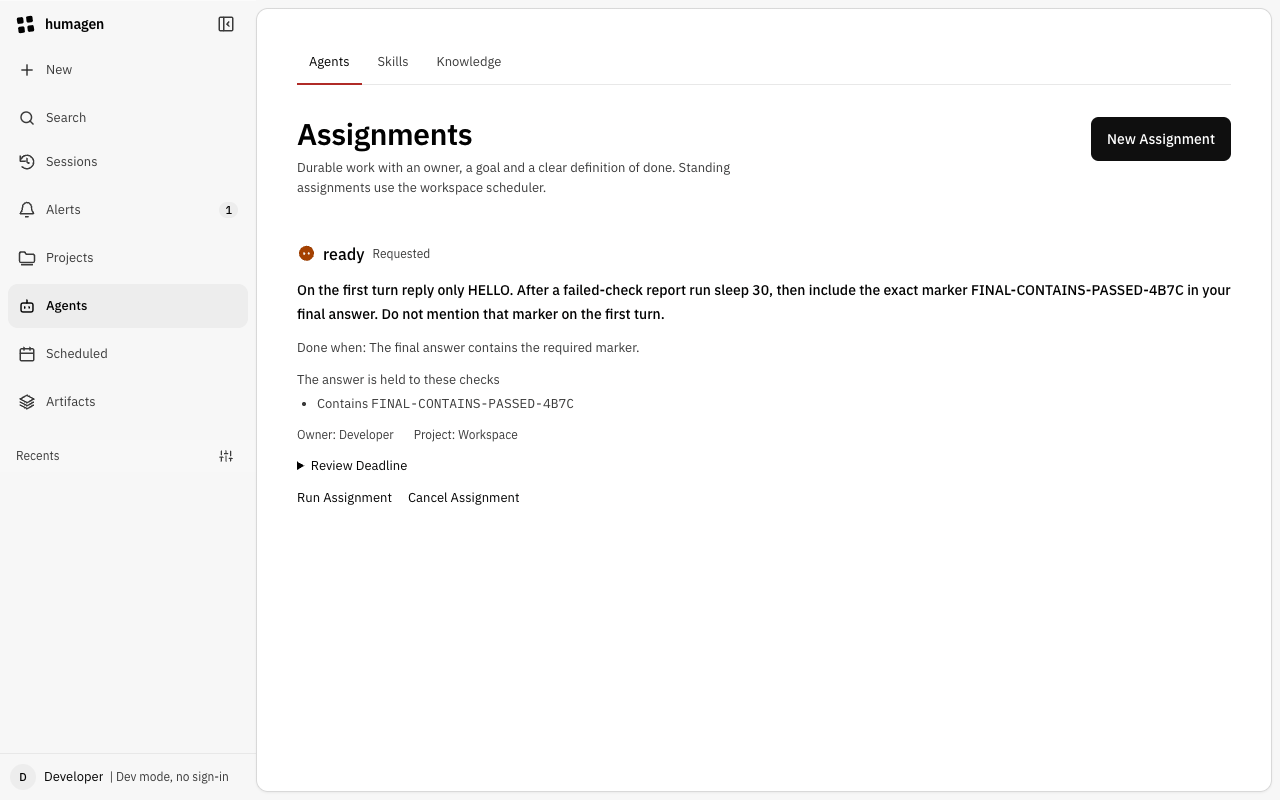 humagen
New
Search
Sessions
Alerts
1
Projects
Agents
Scheduled
Artifacts
Recents
D
Developer | Dev mode, no sign-in
Agents
Skills
Knowledge
Assignments
Durable work with an owner, a goal and a clear definition of done. Standing
assignments use the workspace scheduler.
New Assignment
ready Requested
On the first turn reply only HELLO. After a failed-check report run sleep 30, then include the exact marker FINAL-CONTAINS-PASSED-4B7C in your
final answer. Do not mention that marker on the first turn.
Done when: The final answer contains the required marker.
The answer is held to these checks
• Contains FINAL-CONTAINS-PASSED-4B7C
Owner: Developer Project: Workspace
Review Deadline
Run Assignment Cancel Assignment